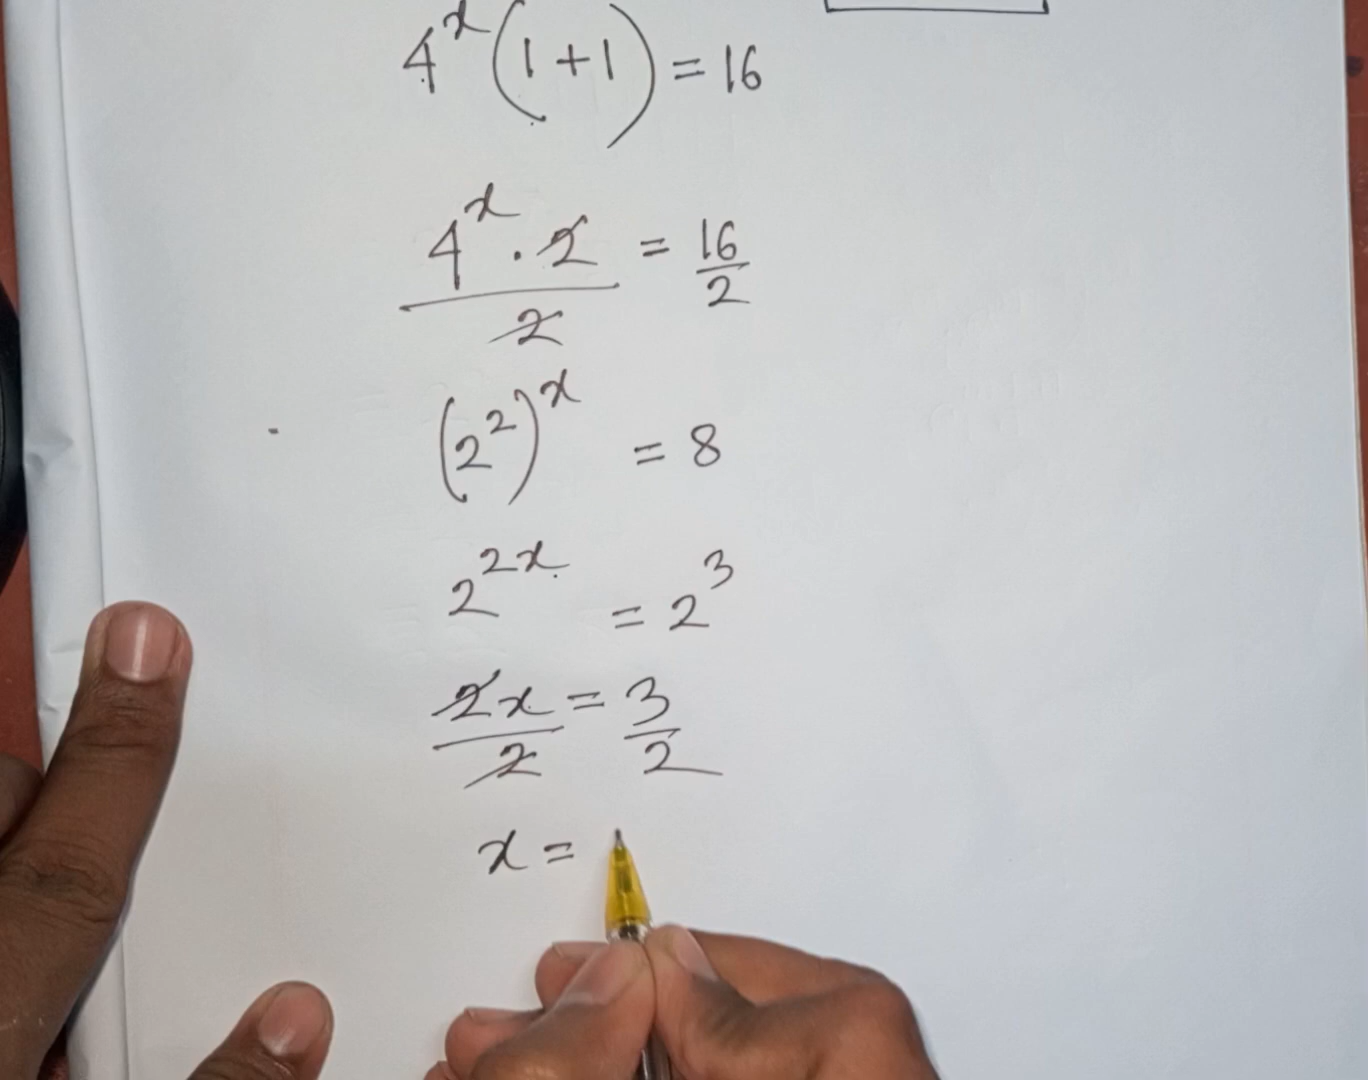 4^x (1+1) = 16
4^x . 2 / 2 = 16/2
(2^2)^x = 8
2^2x = 2^3
2x/2 = 3/2
x =